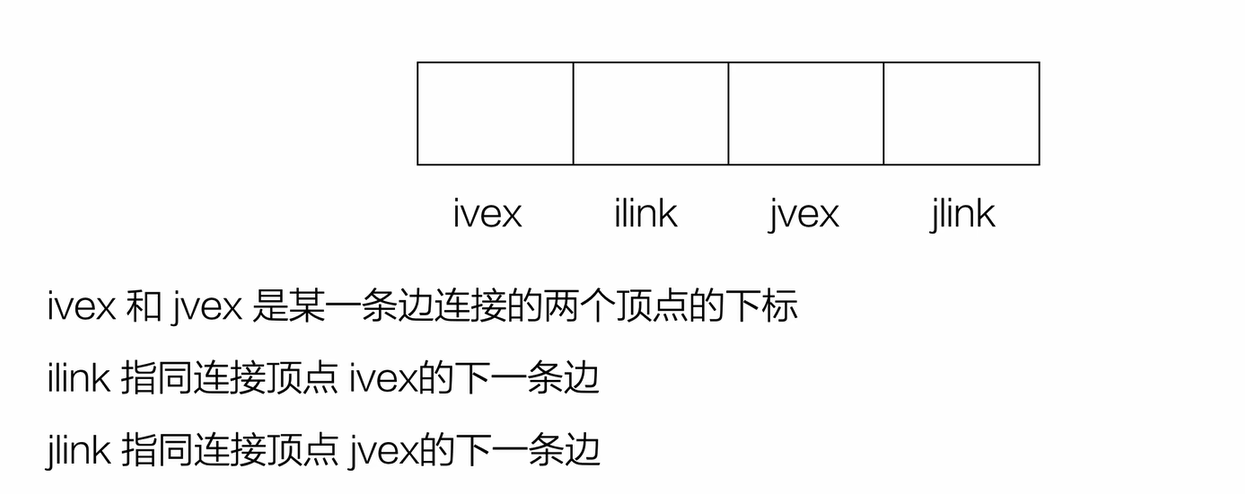 ivex ilink jvex jlink
ivex 和 jvex 是某一条边连接的两个顶点的下标
ilink 指同连接顶点 ivex的下一条边
jlink 指同连接顶点 jvex的下一条边